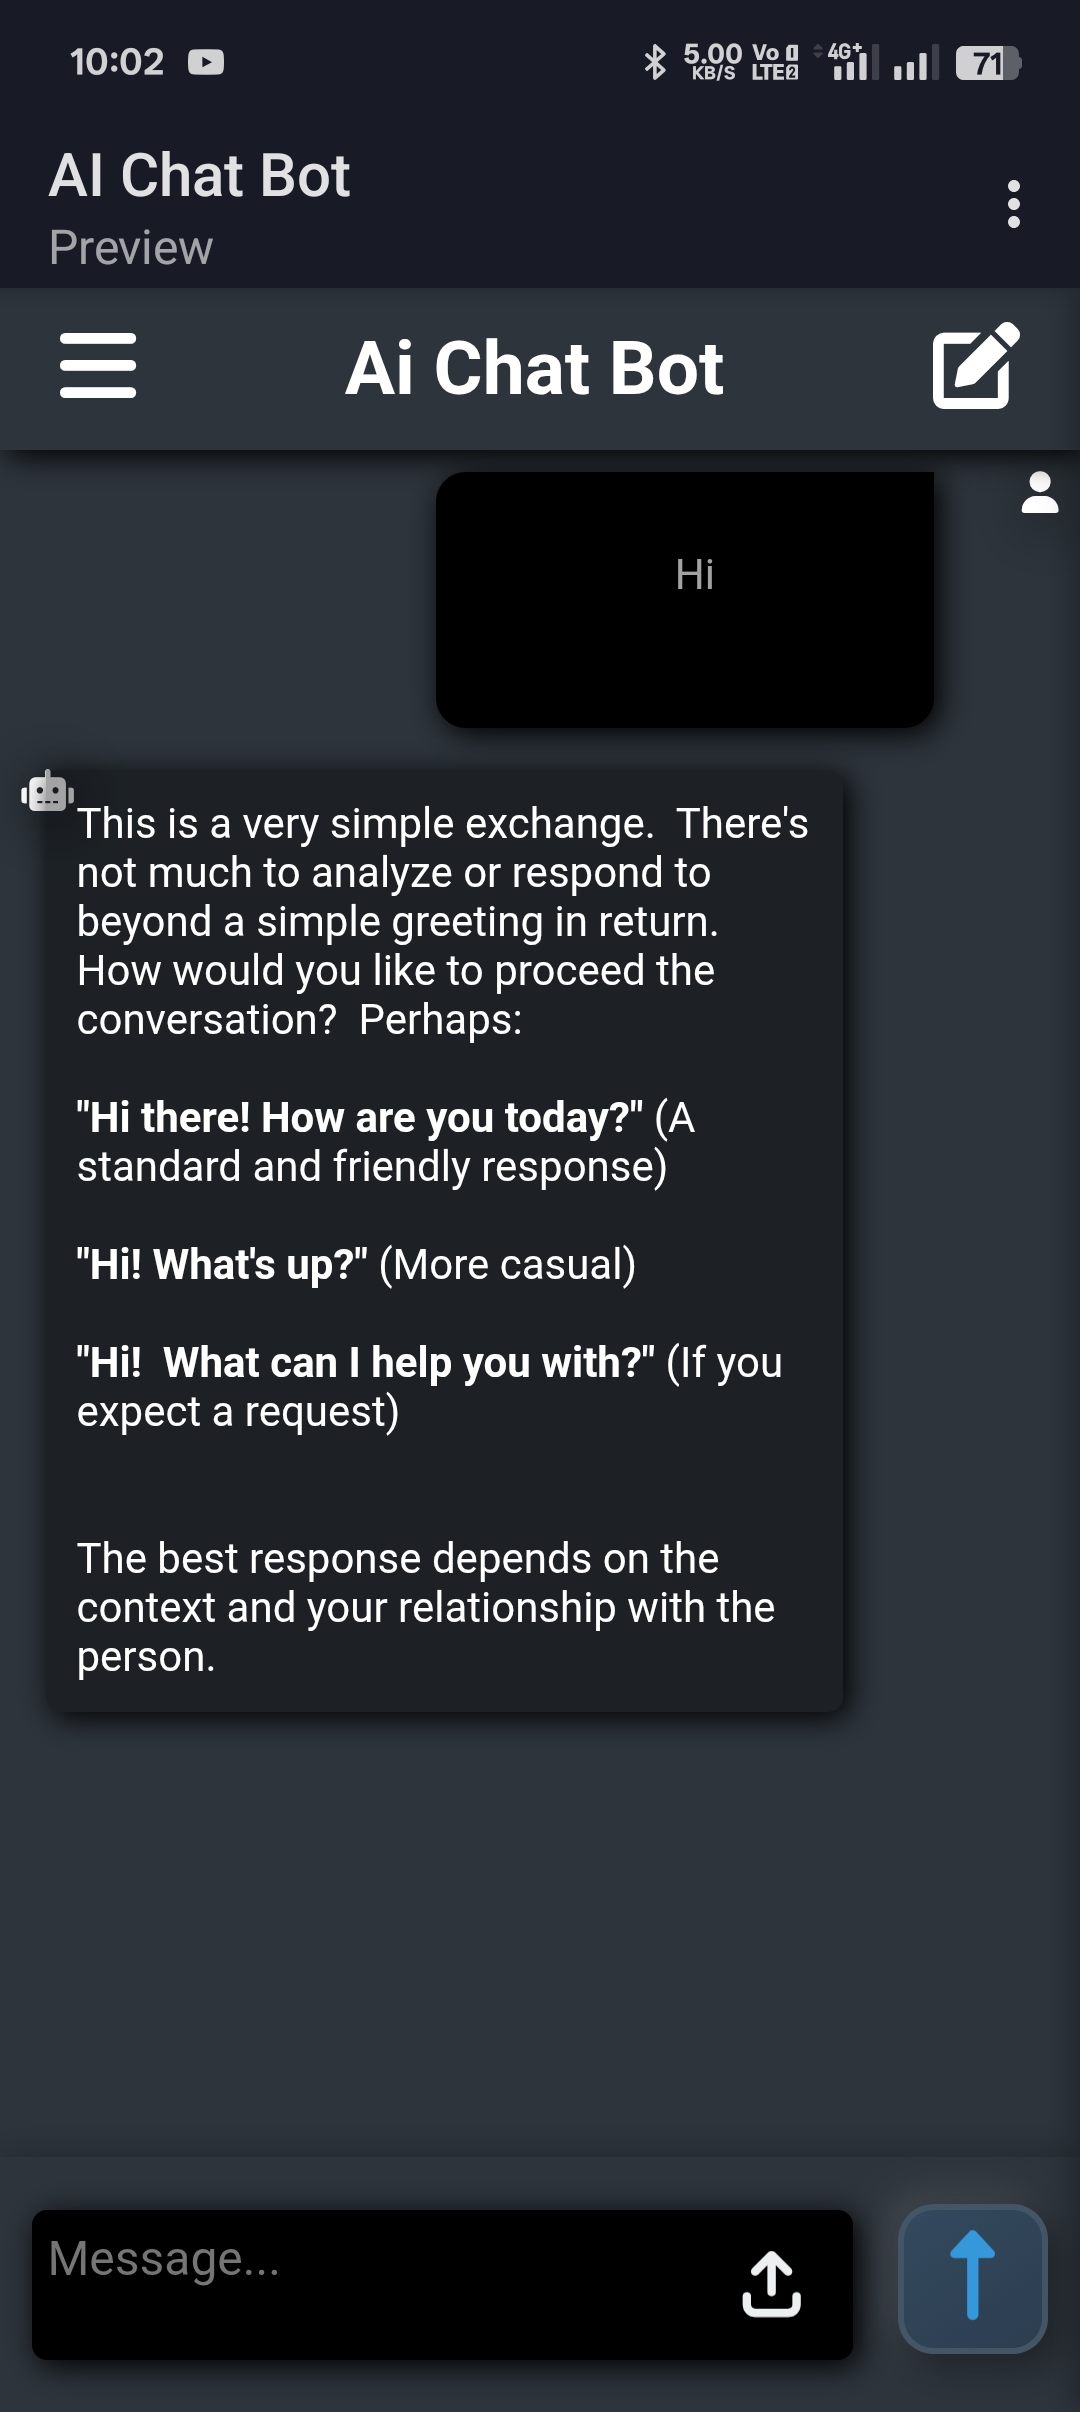 10:02
5.00 KB/S Vo 1 LTE 2 4G+ 71
AI Chat Bot
Preview
Ai Chat Bot
Hi
This is a very simple exchange.  There's
not much to analyze or respond to
beyond a simple greeting in return.
How would you like to proceed the
conversation?  Perhaps:
"Hi there! How are you today?" (A
standard and friendly response)
"Hi! What's up?" (More casual)
"Hi!  What can I help you with?" (If you
expect a request)
The best response depends on the
context and your relationship with the
person.
Message...